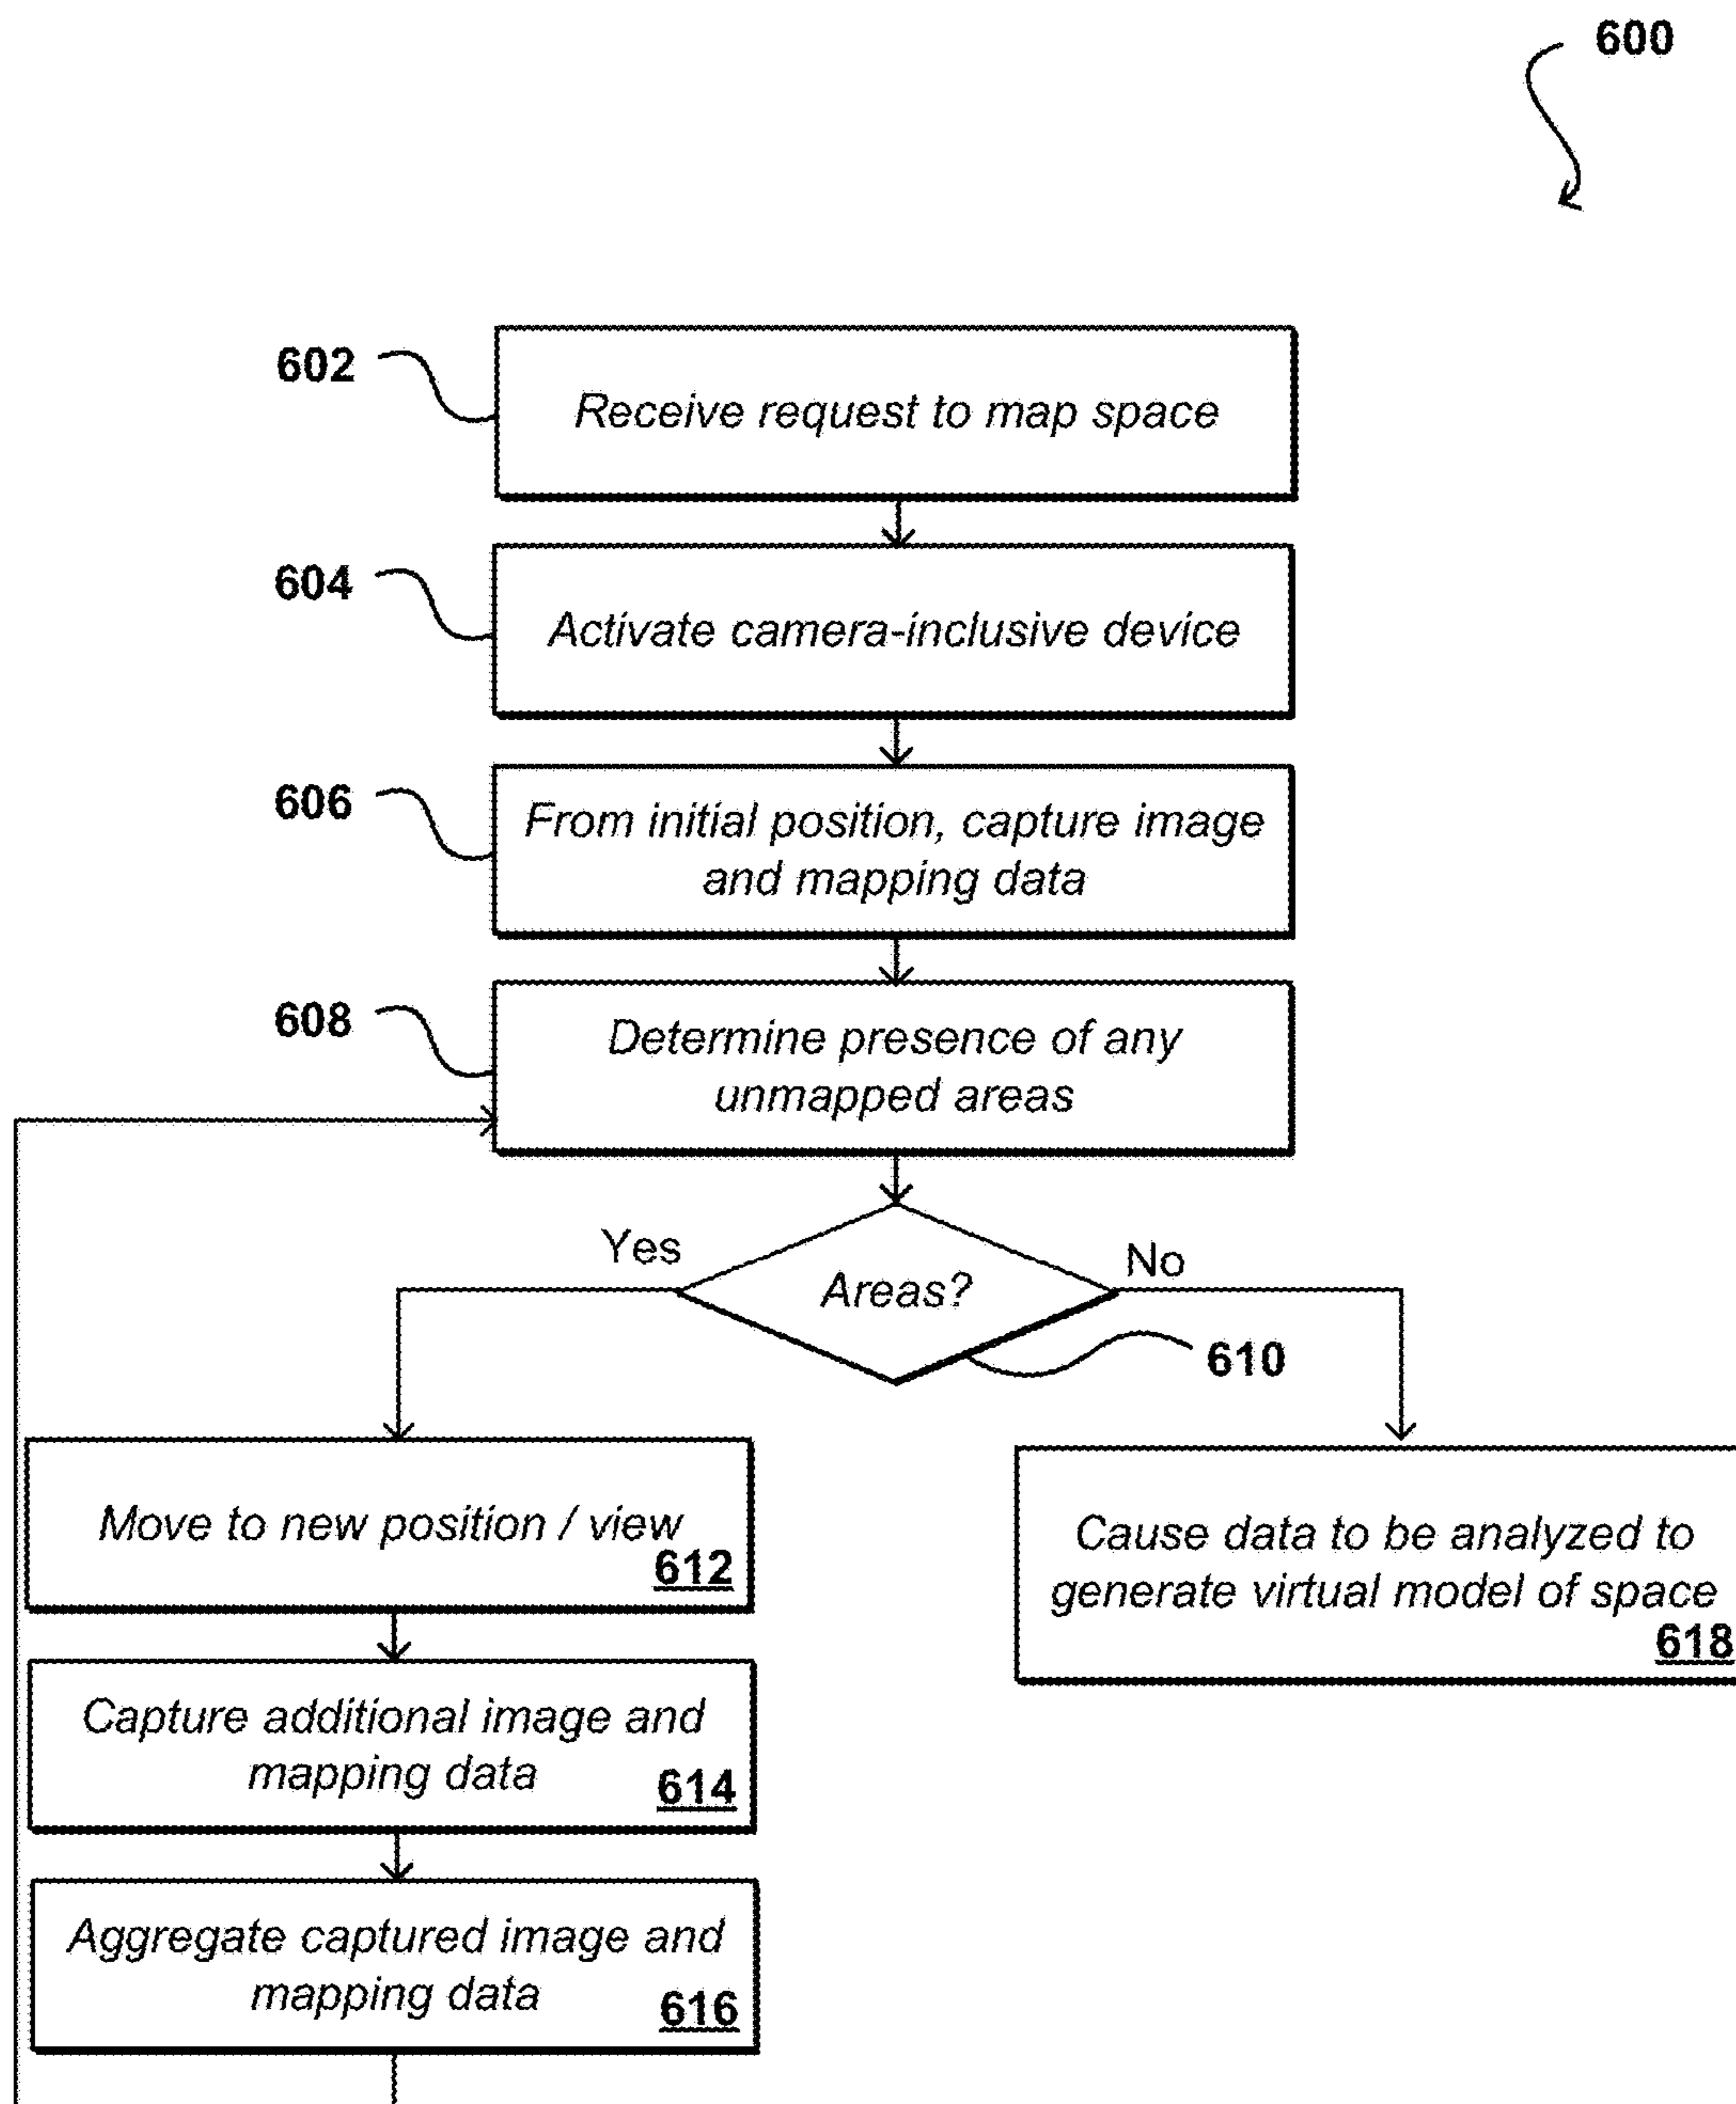 600
602
Receive request to map space
604
Activate camera-inclusive device
606
From initial position, capture image
and mapping data
608
Determine presence of any
unmapped areas
Yes
No
Areas?
610
Move to new position / view
612
Cause data to be analyzed to
generate virtual model of space
618
Capture additional image and
mapping data
614
Aggregate captured image and
mapping data
616